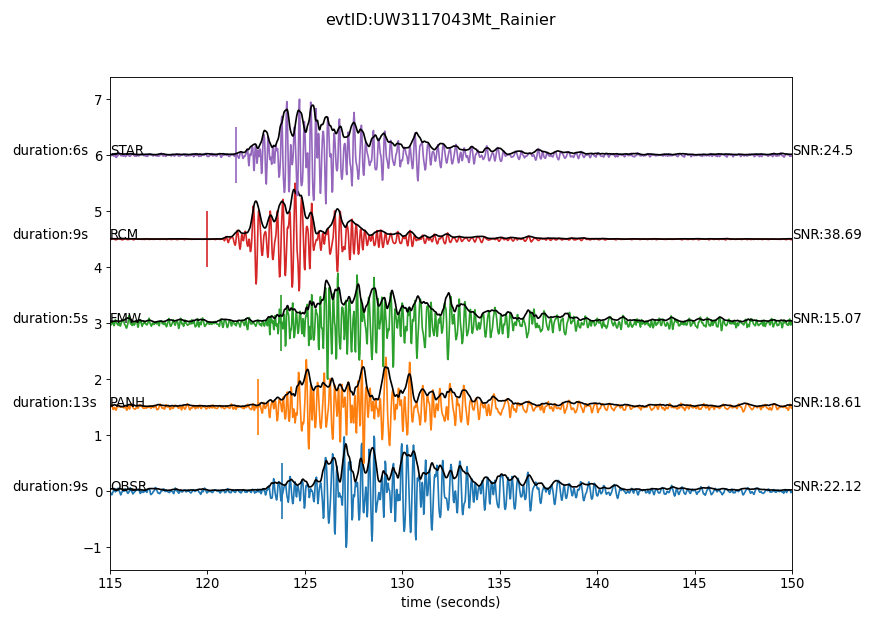 evtID:UW3117043Mt_Rainier
7
duration:6s STAR 6 SNR:24.5
5
duration:9s RCM SNR:38.69
4
duration:5s FMW 3 SNR:15.07
2
duration:13s PANH SNR:18.61
1
duration:9s OBSR 0 SNR:22.12
−1
115 120 125 130 135 140 145 150
time (seconds)